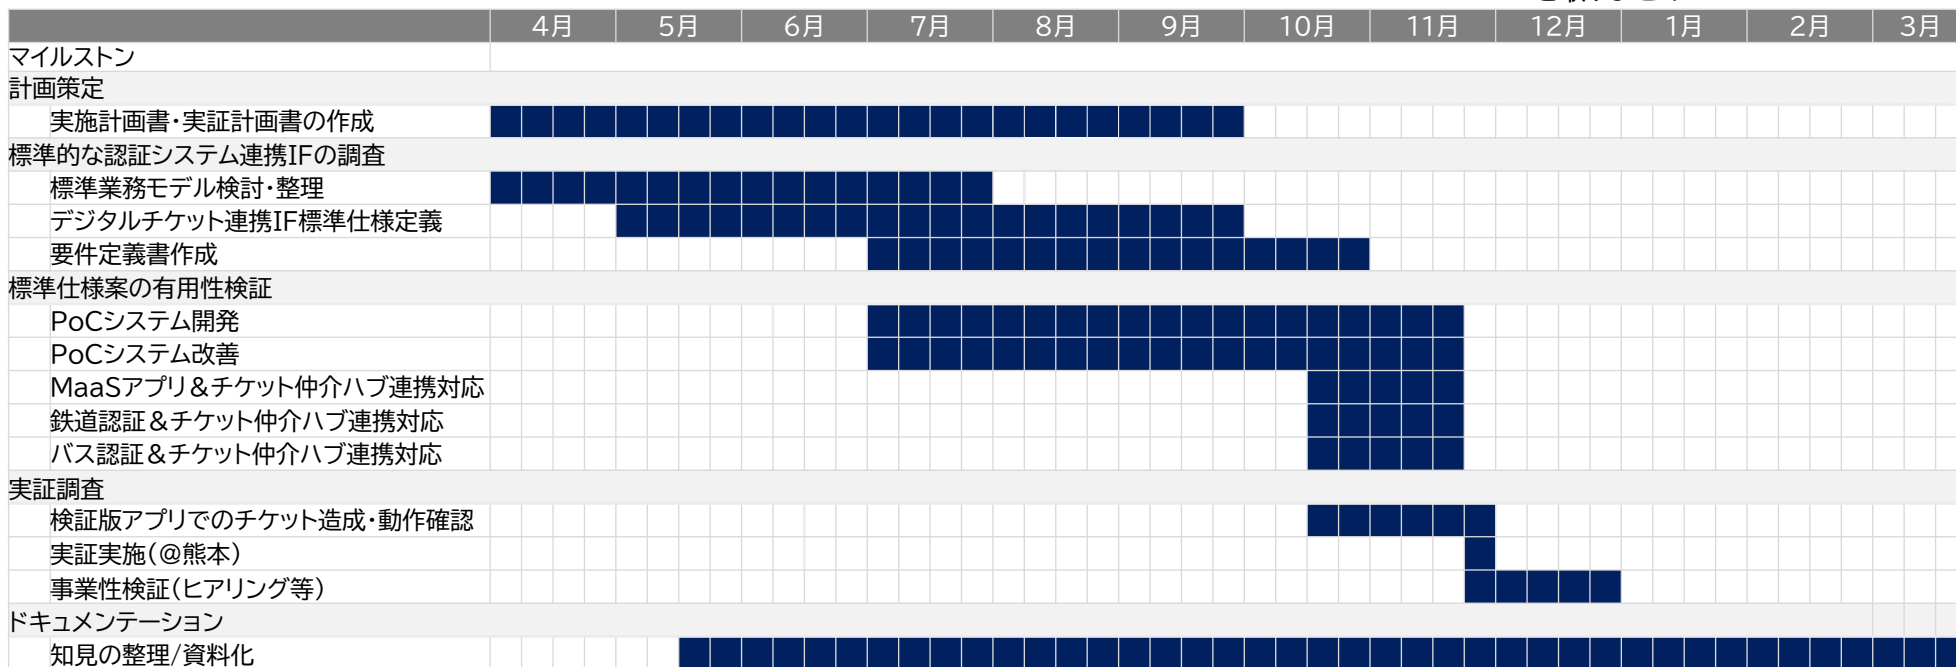 4月 5月 6月 7月 8月 9月 10月 11月 12月 1月 2月 3月
マイルストン
計画策定
実施計画書・実証計画書の作成
標準的な認証システム連携IFの調査
標準業務モデル検討・整理
デジタルチケット連携IF標準仕様定義
要件定義書作成
標準仕様案の有用性検証
PoCシステム開発
PoCシステム改善
MaaSアプリ&チケット仲介ハブ連携対応
鉄道認証&チケット仲介ハブ連携対応
バス認証&チケット仲介ハブ連携対応
実証調査
検証版アプリでのチケット造成・動作確認
実証実施(@熊本)
事業性検証(ヒアリング等)
ドキュメンテーション
知見の整理/資料化